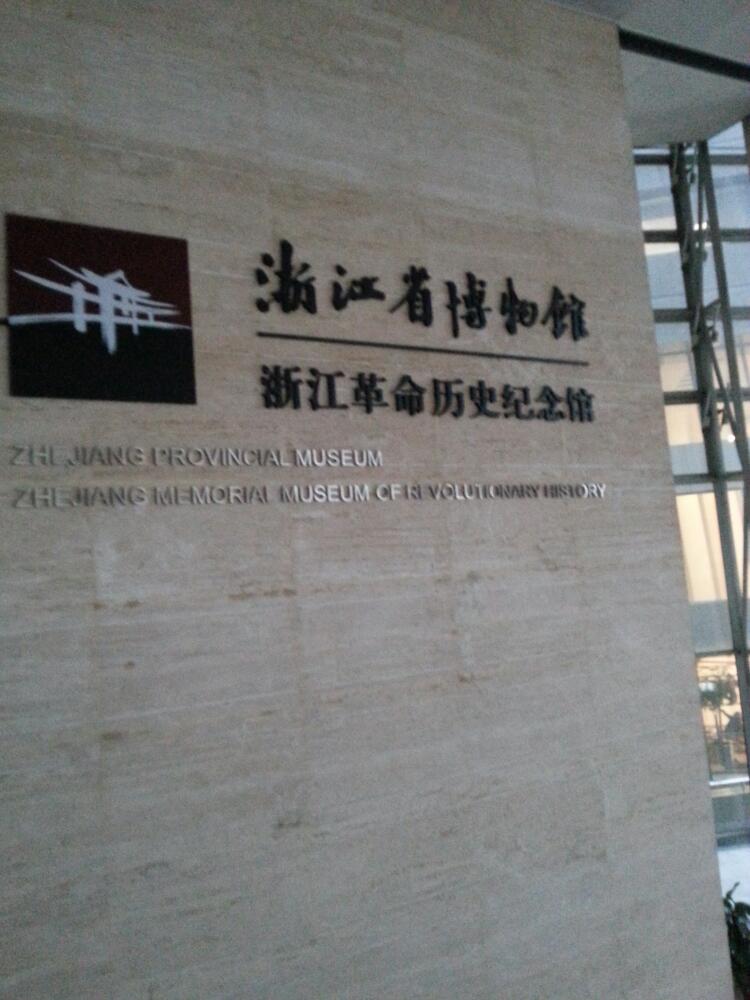 浙江省博物馆
浙江革命历史纪念馆
ZHEJIANG PROVINCIAL MUSEUM
ZHEJIANG MEMORIAL MUSEUM OF REVOLUTIONARY HISTORY